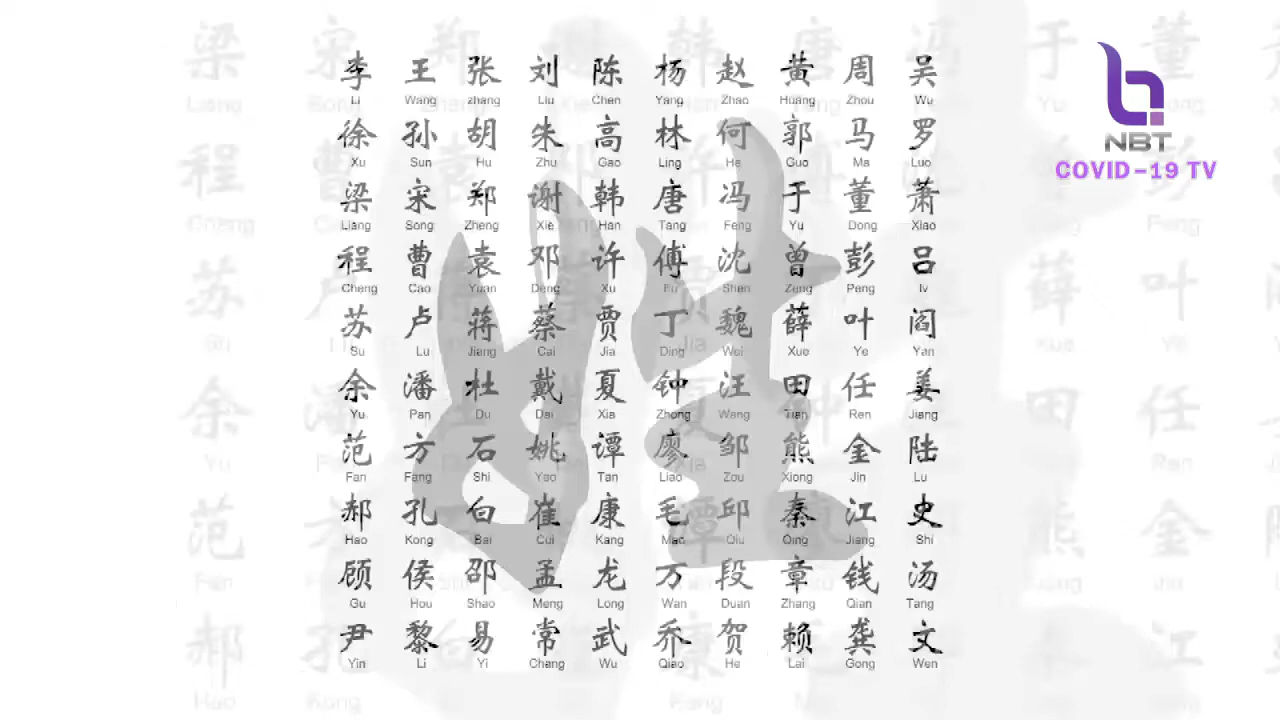 李 王 张 刘 陈 杨 赵 黄 周 吴
Li Wang zhang Liu Chen Yang Zhao Huang Zhou Wu
徐 孙 胡 朱 高 林 何 郭 马 罗
Xu Sun Hu Zhu Gao Ling He Guo Ma Luo
梁 宋 郑 谢 韩 唐 冯 于 董 萧
Liang Song Zheng Xie Han Tang Feng Yu Dong Xiao
程 曹 袁 邓 许 傅 沈 曾 彭 吕
Cheng Cao Yuan Deng Xu Fu Shen Zeng Peng lv
苏 卢 蒋 蔡 贾 丁 魏 薛 叶 阎
Su Lu Jiang Cai Jia Ding Wei Xue Ye Yan
余 潘 杜 戴 夏 钟 汪 田 任 姜
Yu Pan Du Dai Xia Zhong Wang Tian Ren Jiang
范 方 石 姚 谭 廖 邹 熊 金 陆
Fan Fang Shi Yao Tan Liao Zou Xiong Jin Lu
郝 孔 白 崔 康 毛 邱 秦 江 史
Hao Kong Bai Cui Kang Mao Qiu Qing Jiang Shi
顾 侯 邵 孟 龙 万 段 章 钱 汤
Gu Hou Shao Meng Long Wan Duan Zhang Qian Tang
尹 黎 易 常 武 乔 贺 赖 龚 文
Yin Li Yi Chang Wu Qiao He Lai Gong Wen
NBT
COVID-19 TV